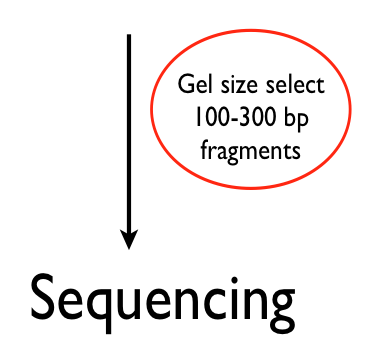 Gel size select
100-300 bp
fragments
Sequencing